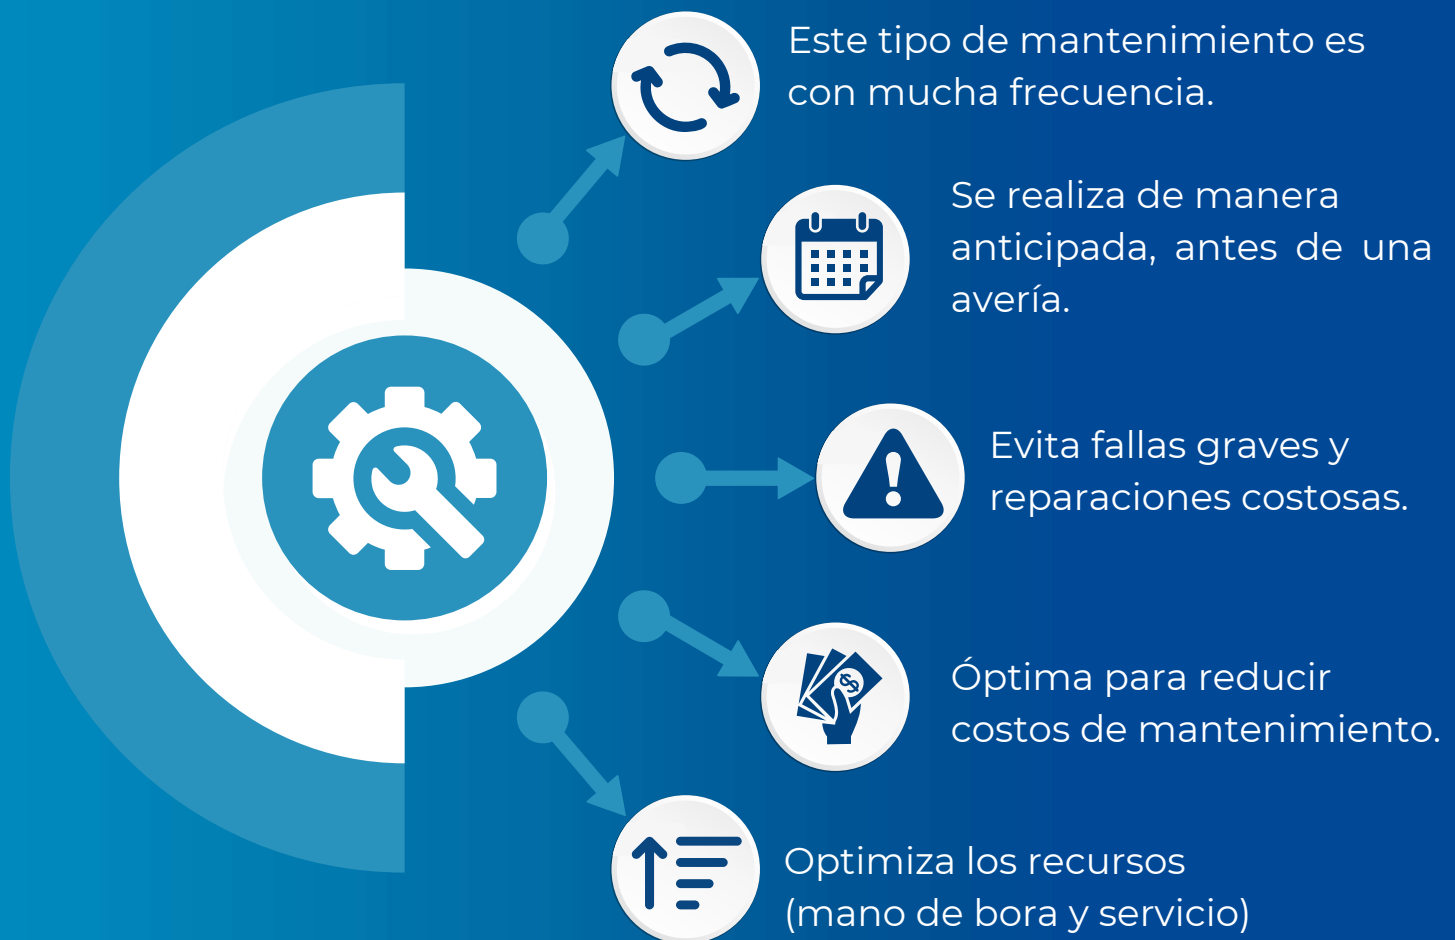 Este tipo de mantenimiento es
con mucha frecuencia.
Se realiza de manera
anticipada, antes de una
avería.
Evita fallas graves y
reparaciones costosas.
Óptima para reducir
costos de mantenimiento.
Optimiza los recursos
(mano de bora y servicio)